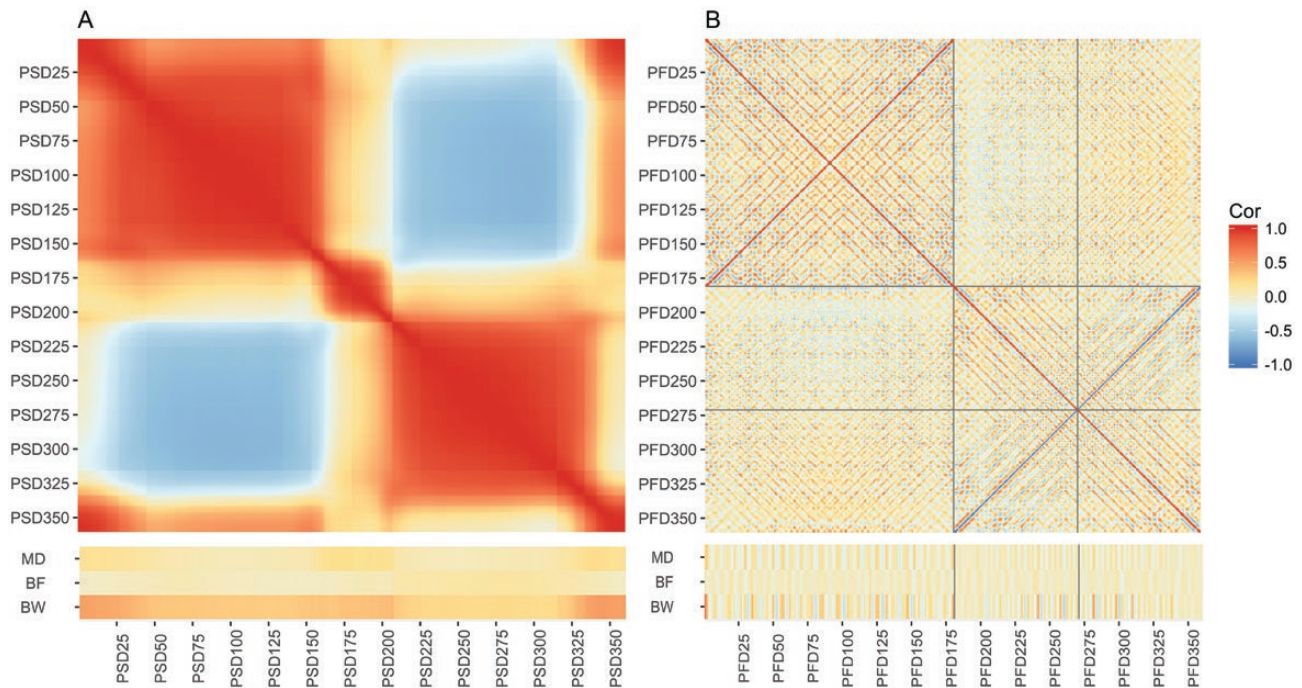 A
B
PSD25
PSD50
PSD75
PSD100
PSD125
PSD150
PSD175
PSD200
PSD225
PSD250
PSD275
PSD300
PSD325
PSD350
MD
BF
BW
PSD25
PSD50
PSD75
PSD100
PSD125
PSD150
PSD175
PSD200
PSD225
PSD250
PSD275
PSD300
PSD325
PSD350
PFD25
PFD50
PFD75
PFD100
PFD125
PFD150
PFD175
PFD200
PFD225
PFD250
PFD275
PFD300
PFD325
PFD350
MD
BF
BW
PFD25
PFD50
PFD75
PFD100
PFD125
PFD150
PFD175
PFD200
PFD225
PFD250
PFD275
PFD300
PFD325
PFD350
Cor
1.0
0.5
0.0
-0.5
-1.0